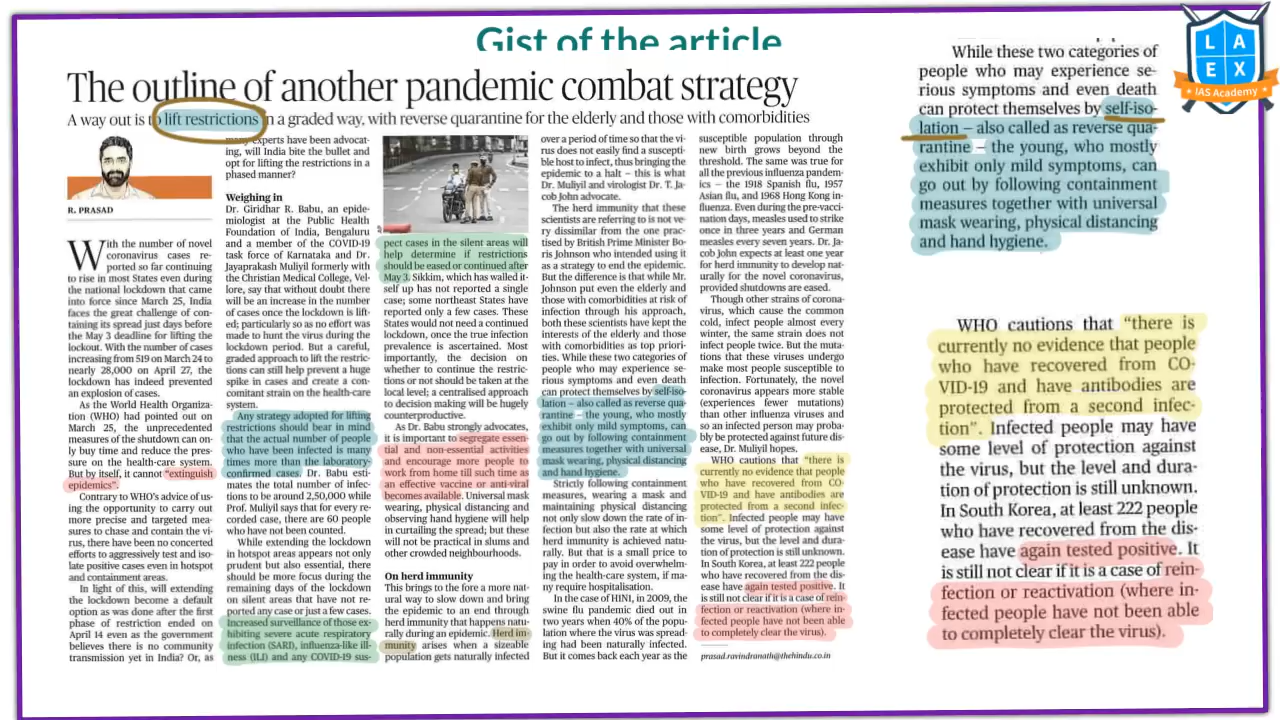 Gist of the article
The outline of another pandemic combat strategy
A way out is to lift restrictions in a graded way, with reverse quarantine for the elderly and those with comorbidities
R. PRASAD
With the number of novel
coronavirus cases re-
ported so far continuing
to rise in most States even during
the national lockdown that came
into force since March 25, India
faces the great challenge of con-
taining its spread just days before
the May 3 deadline for lifting the
lockout. With the number of cases
increasing from 519 on March 24 to
nearly 28,000 on April 27, the
lockdown has indeed prevented
an explosion of cases.
As the World Health Organiza-
tion (WHO) had pointed out on
March 25, the unprecedented
measures of the shutdown can on-
ly buy time and reduce the pres-
sure on the health-care system.
But by itself, it cannot “extinguish
epidemics”.
Contrary to WHO's advice of us-
ing the opportunity to carry out
more precise and targeted mea-
sures to chase and contain the vi-
rus, there have been no concerted
efforts to aggressively test and iso-
late positive cases even in hotspot
and containment areas.
In light of this, will extending
the lockdown become a default
option as was done after the first
phase of restriction ended on
April 14 even as the government
believes there is no community
transmission yet in India? Or, as
many experts have been advocat-
ing, will India bite the bullet and
opt for lifting the restrictions in a
phased manner?
Weighing in
Dr. Giridhar R. Babu, an epide-
miologist at the Public Health
Foundation of India, Bengaluru
and a member of the COVID-19
task force of Karnataka and Dr.
Jayaprakash Muliyil formerly with
the Christian Medical College, Vel-
lore, say that without doubt there
will be an increase in the number
of cases once the lockdown is lift-
ed; particularly so as no effort was
made to hunt the virus during the
lockdown period. But a careful,
graded approach to lift the restric-
tions can still help prevent a huge
spike in cases and create a con-
comitant strain on the health-care
system.
Any strategy adopted for lifting
restrictions should bear in mind
that the actual number of people
who have been infected is many
times more than the laboratory-
confirmed cases. Dr. Babu esti-
mates the total number of infec-
tions to be around 2,50,000 while
Prof. Muliyil says that for every re-
corded case, there are 60 people
who have not been counted.
While extending the lockdown
in hotspot areas appears not only
prudent but also essential, there
should be more focus during the
remaining days of the lockdown
on silent areas that have not re-
ported any case or just a few cases.
Increased surveillance of those ex-
hibiting severe acute respiratory
infection (SARI), influenza-like ill-
ness (ILI) and any COVID-19 sus-
pect cases in the silent areas will
help determine if restrictions
should be eased or continued after
May 3. Sikkim, which has walled it-
self up has not reported a single
case; some northeast States have
reported only a few cases. These
States would not need a continued
lockdown, once the true infection
prevalence is ascertained. Most
importantly, the decision on
whether to continue the restric-
tions or not should be taken at the
local level; a centralised approach
to decision making will be hugely
counterproductive.
As Dr. Babu strongly advocates,
it is important to segregate essen-
tial and non-essential activities
and encourage more people to
work from home till such time as
an effective vaccine or anti-viral
becomes available. Universal mask
wearing, physical distancing and
observing hand hygiene will help
in curtailing the spread; but these
will not be practical in slums and
other crowded neighbourhoods.
On herd immunity
This brings to the fore a more nat-
ural way to slow down and bring
the epidemic to an end through
herd immunity that happens natu-
rally during an epidemic. Herd im-
munity arises when a sizeable
population gets naturally infected
over a period of time so that the vi-
rus does not easily find a suscepti-
ble host to infect, thus bringing the
epidemic to a halt – this is what
Dr. Muliyil and virologist Dr. T. Ja-
cob John advocate.
The herd immunity that these
scientists are referring to is not ve-
ry dissimilar from the one prac-
tised by British Prime Minister Bo-
ris Johnson who intended using it
as a strategy to end the epidemic.
But the difference is that while Mr.
Johnson put even the elderly and
those with comorbidities at risk of
infection through his approach,
both these scientists have kept the
interests of the elderly and those
with comorbidities as top priori-
ties. While these two categories of
people who may experience se-
rious symptoms and even death
can protect themselves by self-iso-
lation – also called as reverse qua-
rantine – the young, who mostly
exhibit only mild symptoms, can
go out by following containment
measures together with universal
mask wearing, physical distancing
and hand hygiene.
Strictly following containment
measures, wearing a mask and
maintaining physical distancing
not only slow down the rate of in-
fection but also the rate at which
herd immunity is achieved natu-
rally. But that is a small price to
pay in order to avoid overwhelm-
ing the health-care system, if ma-
ny require hospitalisation.
In the case of H1N1, in 2009, the
swine flu pandemic died out in
two years when 40% of the popu-
lation where the virus was spread-
ing had been naturally infected.
But it comes back each year as the
susceptible population through
new birth grows beyond the
threshold. The same was true for
all the previous influenza pandem-
ics – the 1918 Spanish flu, 1957
Asian flu, and 1968 Hong Kong in-
fluenza. Even during the pre-vacci-
nation days, measles used to strike
once in three years and German
measles every seven years. Dr. Ja-
cob John expects at least one year
for herd immunity to develop nat-
urally for the novel coronavirus,
provided shutdowns are eased.
Though other strains of corona-
virus, which cause the common
cold, infect people almost every
winter, the same strain does not
infect people twice. But the muta-
tions that these viruses undergo
make most people susceptible to
infection. Fortunately, the novel
coronavirus appears more stable
(experiences fewer mutations)
than other influenza viruses and
so an infected person may proba-
bly be protected against future dis-
ease, Dr. Muliyil hopes.
WHO cautions that “there is
currently no evidence that people
who have recovered from CO-
VID-19 and have antibodies are
protected from a second infec-
tion”. Infected people may have
some level of protection against
the virus, but the level and dura-
tion of protection is still unknown.
In South Korea, at least 222 people
who have recovered from the dis-
ease have again tested positive. It
is still not clear if it is a case of rein-
fection or reactivation (where in-
fected people have not been able
to completely clear the virus).
prasad.ravindranath@thehindu.co.in
While these two categories of
people who may experience se-
rious symptoms and even death
can protect themselves by self-iso-
lation – also called as reverse qua-
rantine – the young, who mostly
exhibit only mild symptoms, can
go out by following containment
measures together with universal
mask wearing, physical distancing
and hand hygiene.
WHO cautions that “there is
currently no evidence that people
who have recovered from CO-
VID-19 and have antibodies are
protected from a second infec-
tion”. Infected people may have
some level of protection against
the virus, but the level and dura-
tion of protection is still unknown.
In South Korea, at least 222 people
who have recovered from the dis-
ease have again tested positive. It
is still not clear if it is a case of rein-
fection or reactivation (where in-
fected people have not been able
to completely clear the virus).
L A
E X
IAS Academy